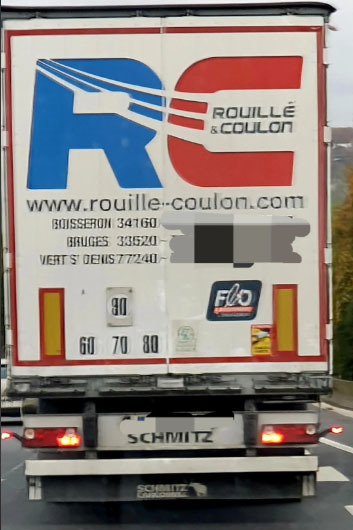 RC
ROUILLÉ
& COULON
www.rouille-coulon.com
BOISSERON 34160
BRUGES 33520
VERT St DENIS 77240
FLO
90
60 70 80
SCHMITZ
SCHMITZ
CARGOBULL